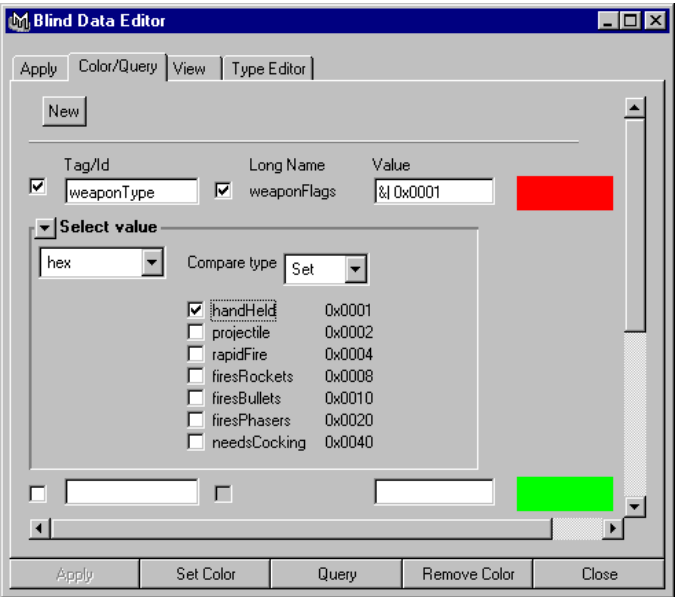 Blind Data Editor
Apply Color/Query View Type Editor
New
Tag/Id Long Name Value
weaponType weaponFlags &| 0x0001
Select value
hex Compare type Set
handHeld 0x0001
projectile 0x0002
rapidFire 0x0004
firesRockets 0x0008
firesBullets 0x0010
firesPhasers 0x0020
needsCocking 0x0040
Apply Set Color Query Remove Color Close